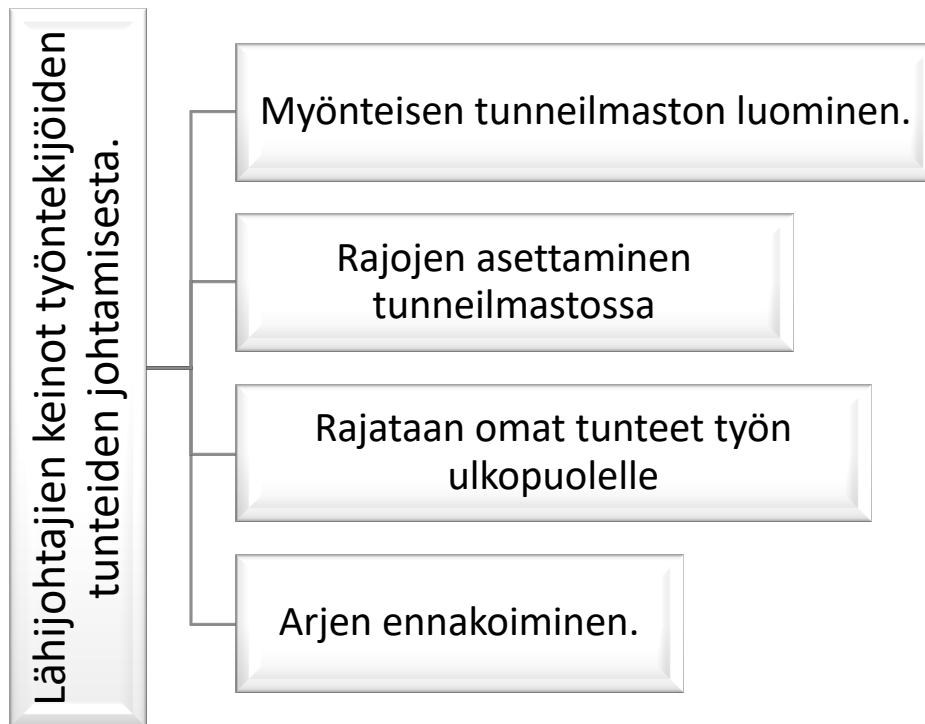 Lähijohtajien keinot työntekijöiden
tunteiden johtamisesta.
Myönteisen tunneilmaston luominen.
Rajojen asettaminen
tunneilmastossa
Rajataan omat tunteet työn
ulkopuolelle
Arjen ennakoiminen.